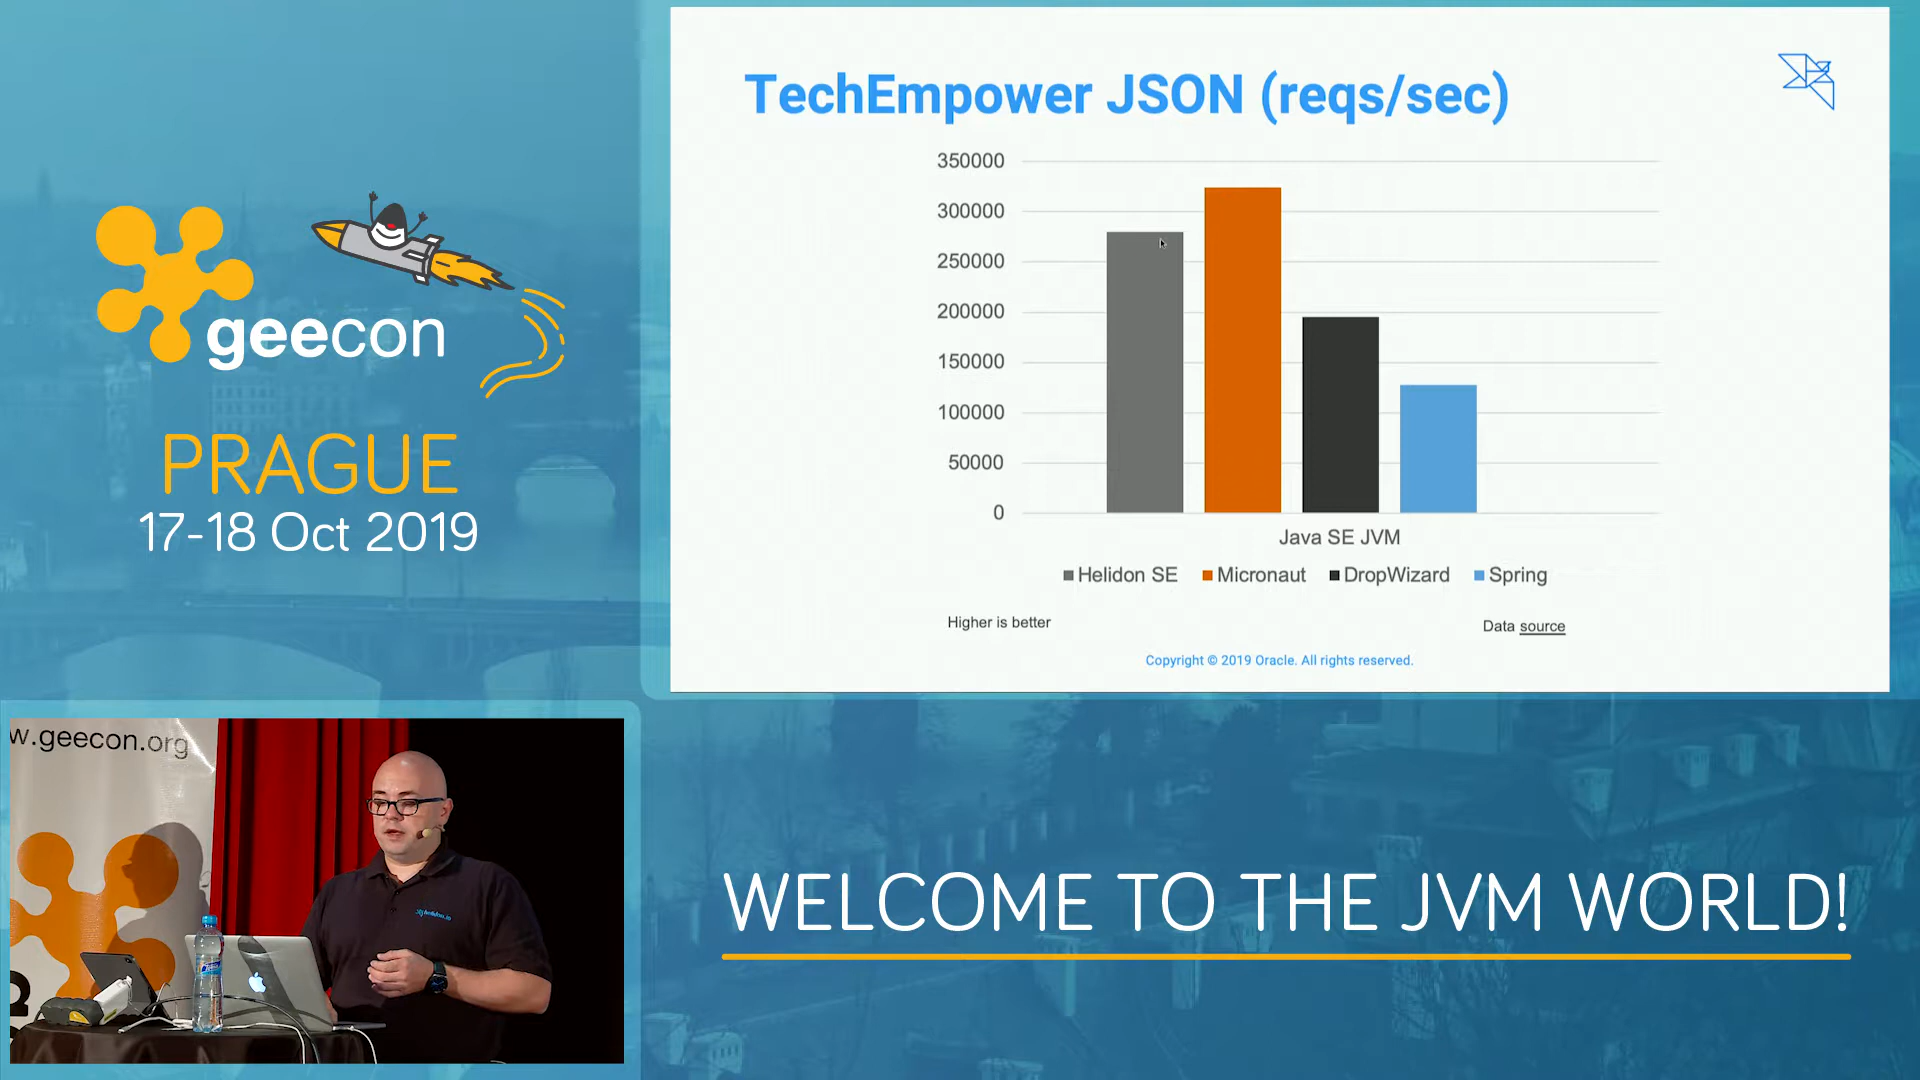 geecon
PRAGUE
17-18 Oct 2019
TechEmpower JSON (reqs/sec)
350000
300000
250000
200000
150000
100000
50000
0
Java SE JVM
Helidon SE
Micronaut
DropWizard
Spring
Higher is better
Data source
Copyright © 2019 Oracle. All rights reserved.
w.geecon.org
helidon.io
WELCOME TO THE JVM WORLD!